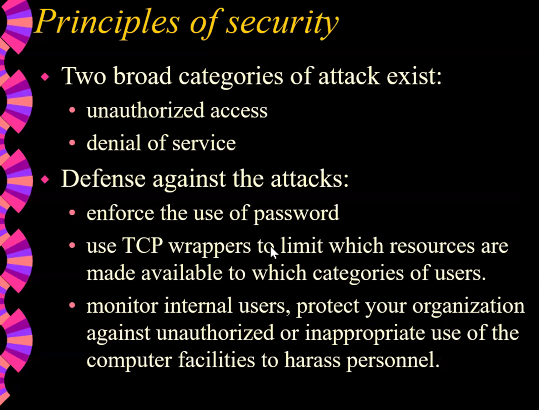 Principles of security
Two broad categories of attack exist:
unauthorized access
denial of service
Defense against the attacks:
enforce the use of password
use TCP wrappers to limit which resources are
made available to which categories of users.
monitor internal users, protect your organization
against unauthorized or inappropriate use of the
computer facilities to harass personnel.